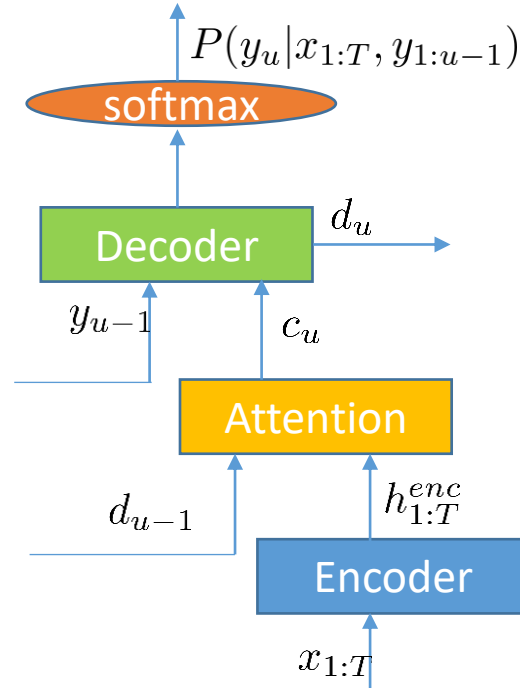 P(y_u|x_{1:T}, y_{1:u-1})
softmax
Decoder
d_u
y_{u-1}
c_u
Attention
d_{u-1}
h_{1:T}^{enc}
Encoder
x_{1:T}